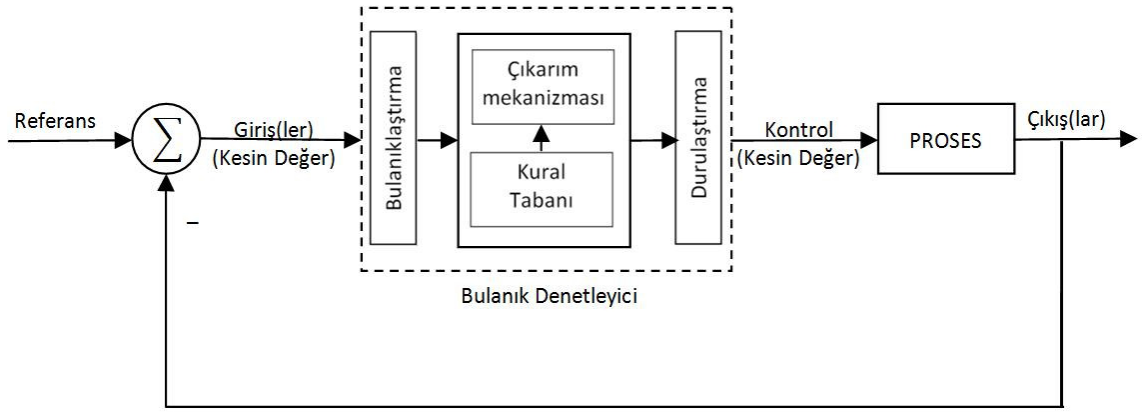 Referans
∑
Giriş(ler)
(Kesin Değer)
Bulanıklaştırma
Çıkarım
mekanizması
Kural
Tabanı
Durulaştırma
Kontrol
(Kesin Değer)
PROSES
Çıkış(lar)
–
Bulanık Denetleyici